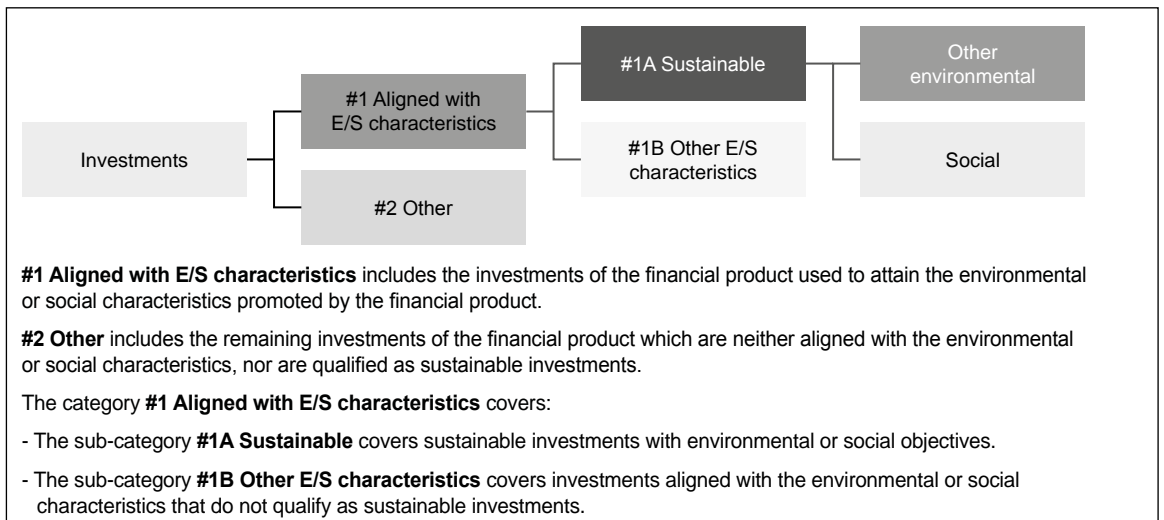 Investments
#1 Aligned with
E/S characteristics
#2 Other
#1A Sustainable
#1B Other E/S
characteristics
Other
environmental
Social
#1 Aligned with E/S characteristics includes the investments of the financial product used to attain the environmental
or social characteristics promoted by the financial product.
#2 Other includes the remaining investments of the financial product which are neither aligned with the environmental
or social characteristics, nor are qualified as sustainable investments.
The category #1 Aligned with E/S characteristics covers:
- The sub-category #1A Sustainable covers sustainable investments with environmental or social objectives.
- The sub-category #1B Other E/S characteristics covers investments aligned with the environmental or social
characteristics that do not qualify as sustainable investments.